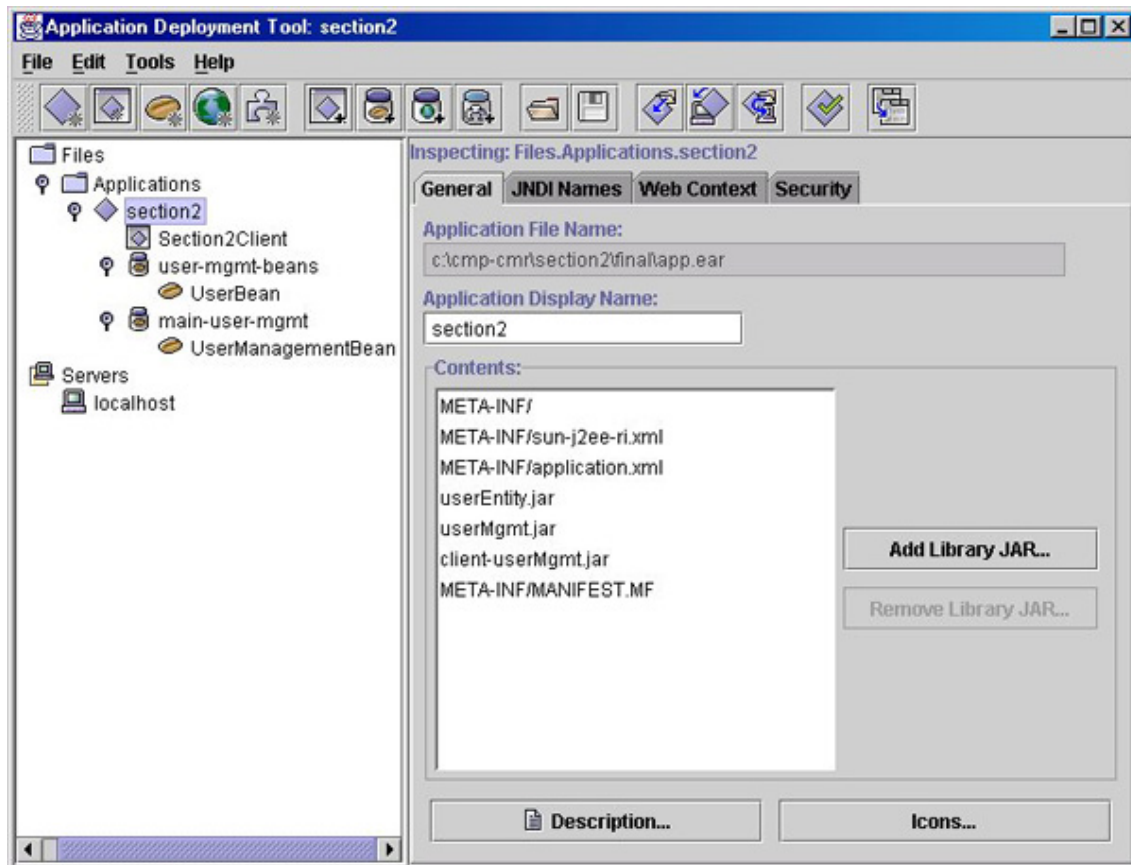 Application Deployment Tool: section2
File Edit Tools Help
Files
Applications
section2
Section2Client
user-mgmt-beans
UserBean
main-user-mgmt
UserManagementBean
Servers
localhost
Inspecting: Files.Applications.section2
General JNDI Names Web Context Security
Application File Name:
c:\cmp-cmr\section2\final\app.ear
Application Display Name:
section2
Contents:
META-INF/
META-INF/sun-j2ee-ri.xml
META-INF/application.xml
userEntity.jar
userMgmt.jar
client-userMgmt.jar
META-INF/MANIFEST.MF
Add Library JAR...
Remove Library JAR...
Description...
Icons...